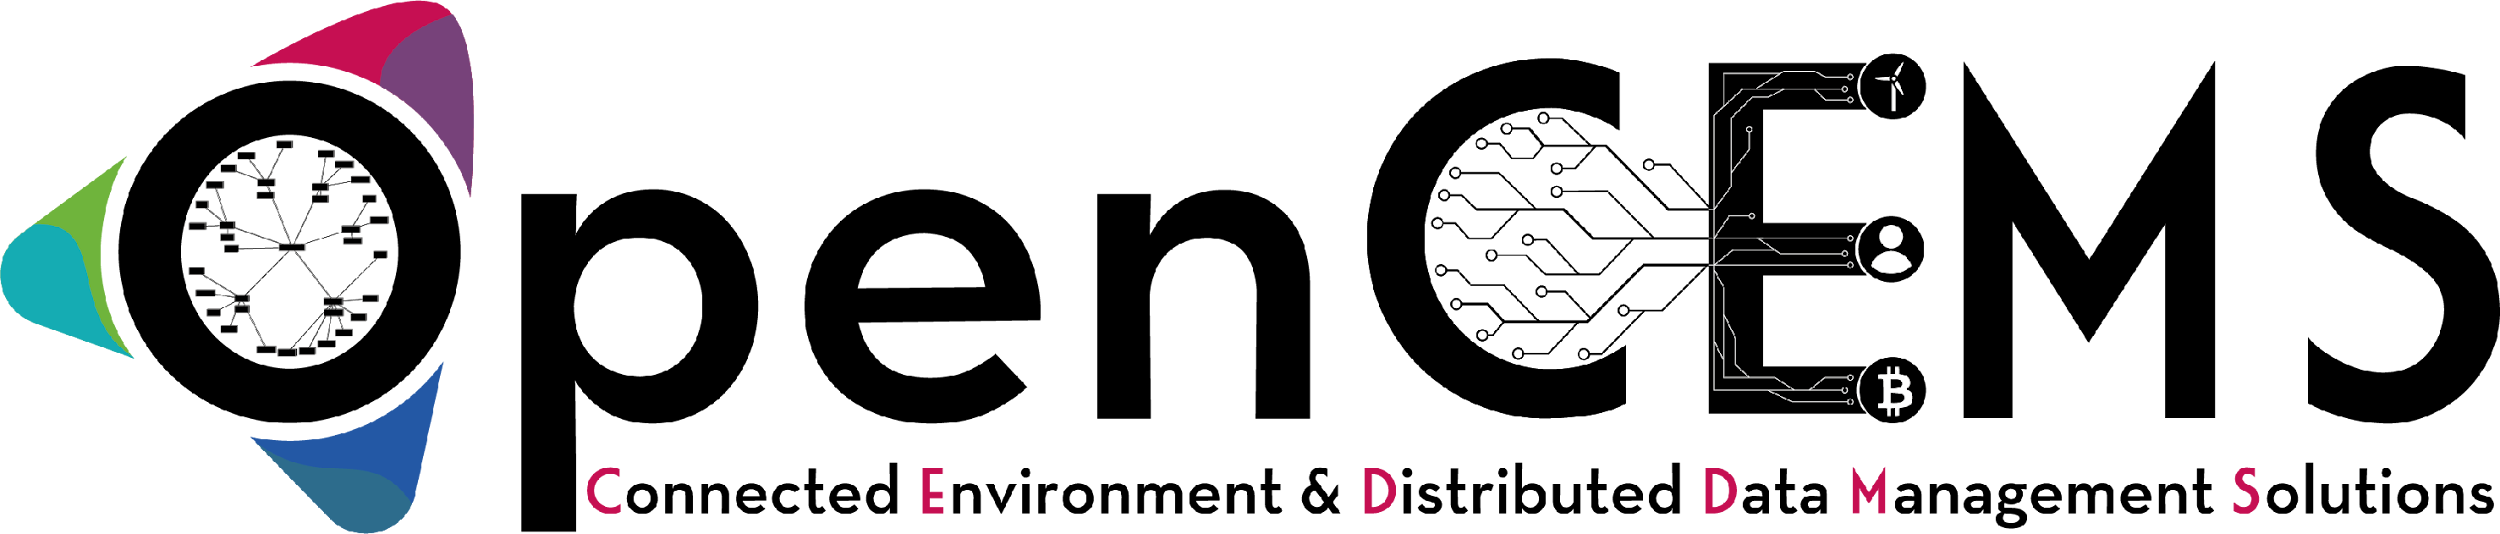 OpenCEMS
Connected Environment & Distributed Data Management Solutions